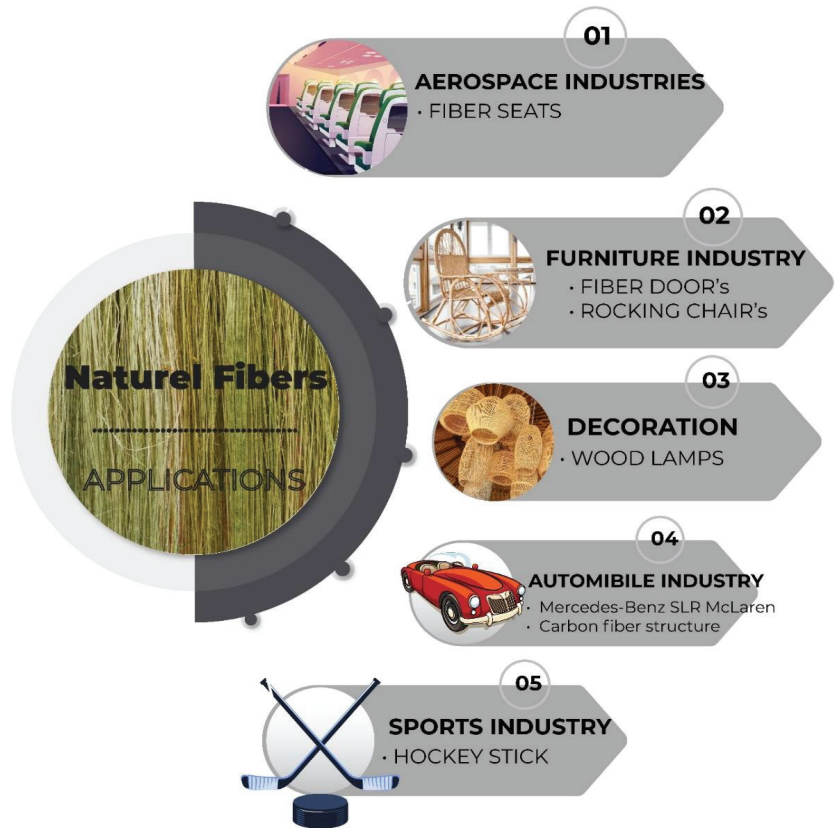 Naturel Fibers
APPLICATIONS
01
AEROSPACE INDUSTRIES
· FIBER SEATS
02
FURNITURE INDUSTRY
· FIBER DOOR's
· ROCKING CHAIR's
03
DECORATION
· WOOD LAMPS
04
AUTOMIBILE INDUSTRY
· Mercedes-Benz SLR McLaren
· Carbon fiber structure
05
SPORTS INDUSTRY
· HOCKEY STICK